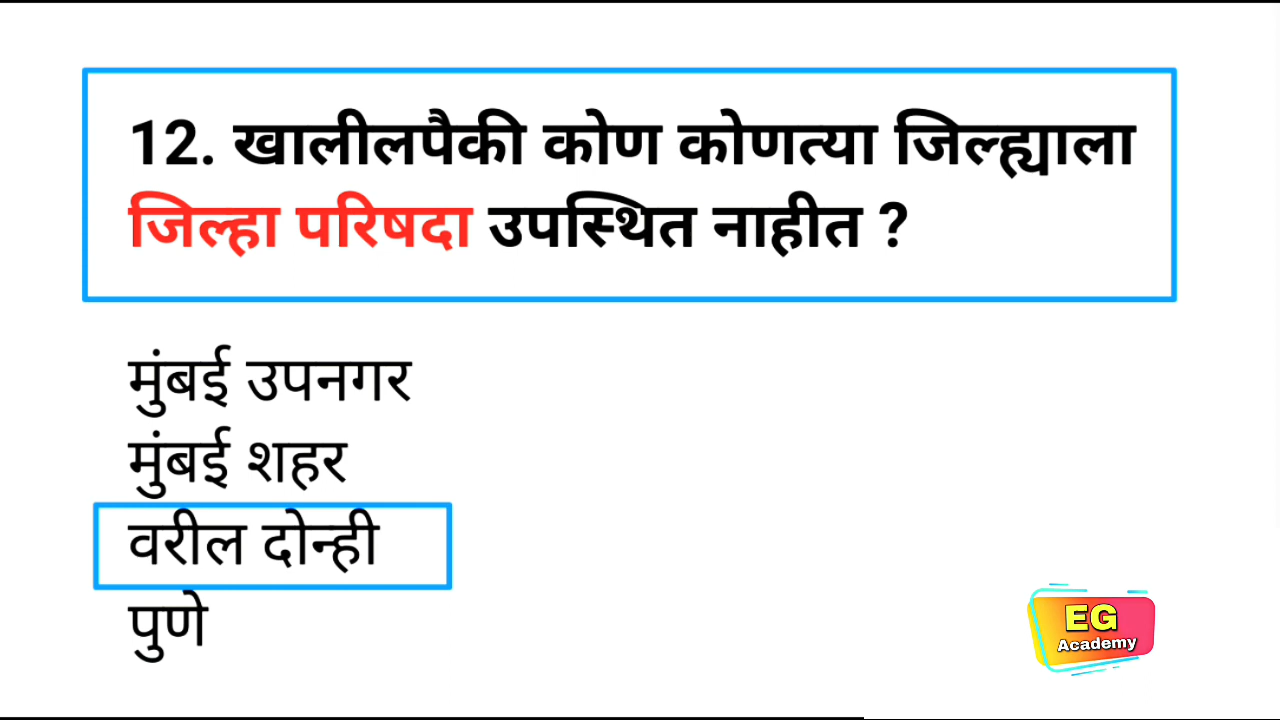 12. खालीलपैकी कोण कोणत्या जिल्ह्याला
जिल्हा परिषदा उपस्थित नाहीत ?
मुंबई उपनगर
मुंबई शहर
वरील दोन्ही
पुणे
EG
Academy